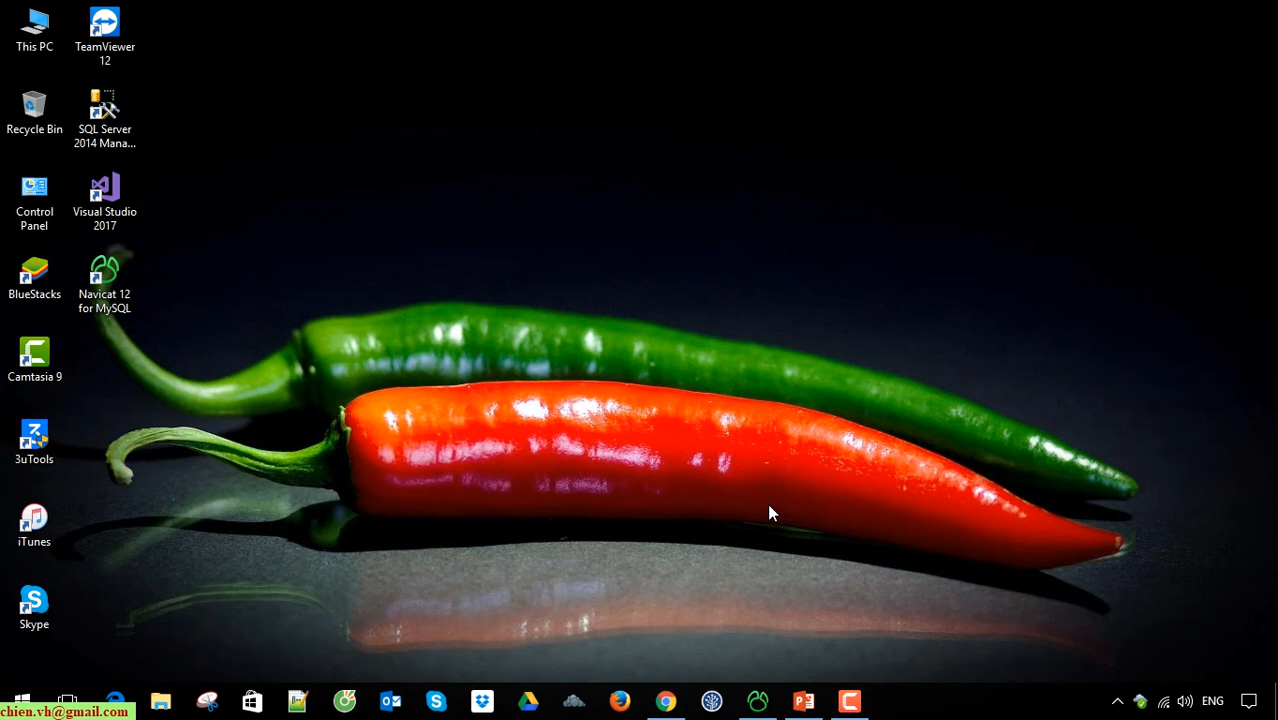 This PC
TeamViewer
12
Recycle Bin
SQL Server
2014 Mana...
Control
Panel
Visual Studio
2017
BlueStacks
Navicat 12
for MySQL
Camtasia 9
3uTools
iTunes
Skype
chien.vh@gmail.com
ENG